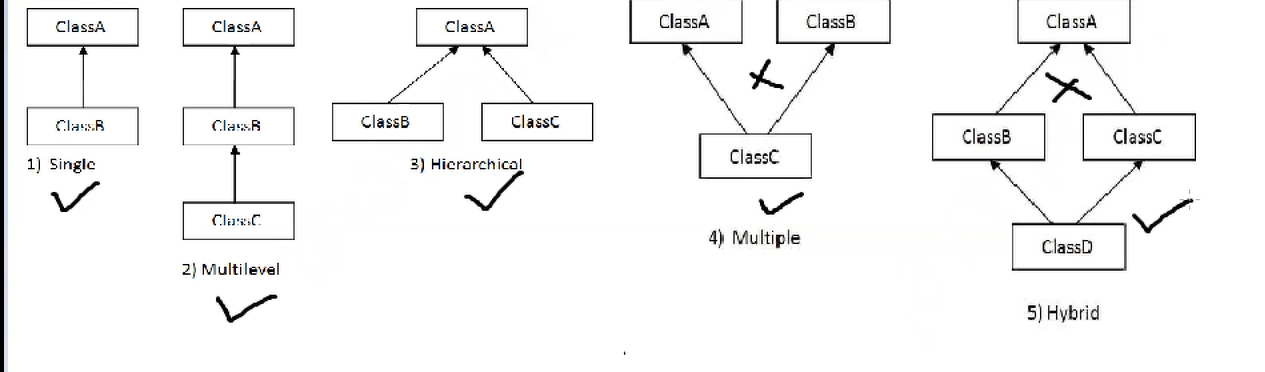 ClassA
ClassB
1) Single
ClassA
ClassB
ClassC
2) Multilevel
ClassA
ClassB
ClassC
3) Hierarchical
ClassA
ClassB
ClassC
4) Multiple
ClassA
ClassB
ClassC
ClassD
5) Hybrid